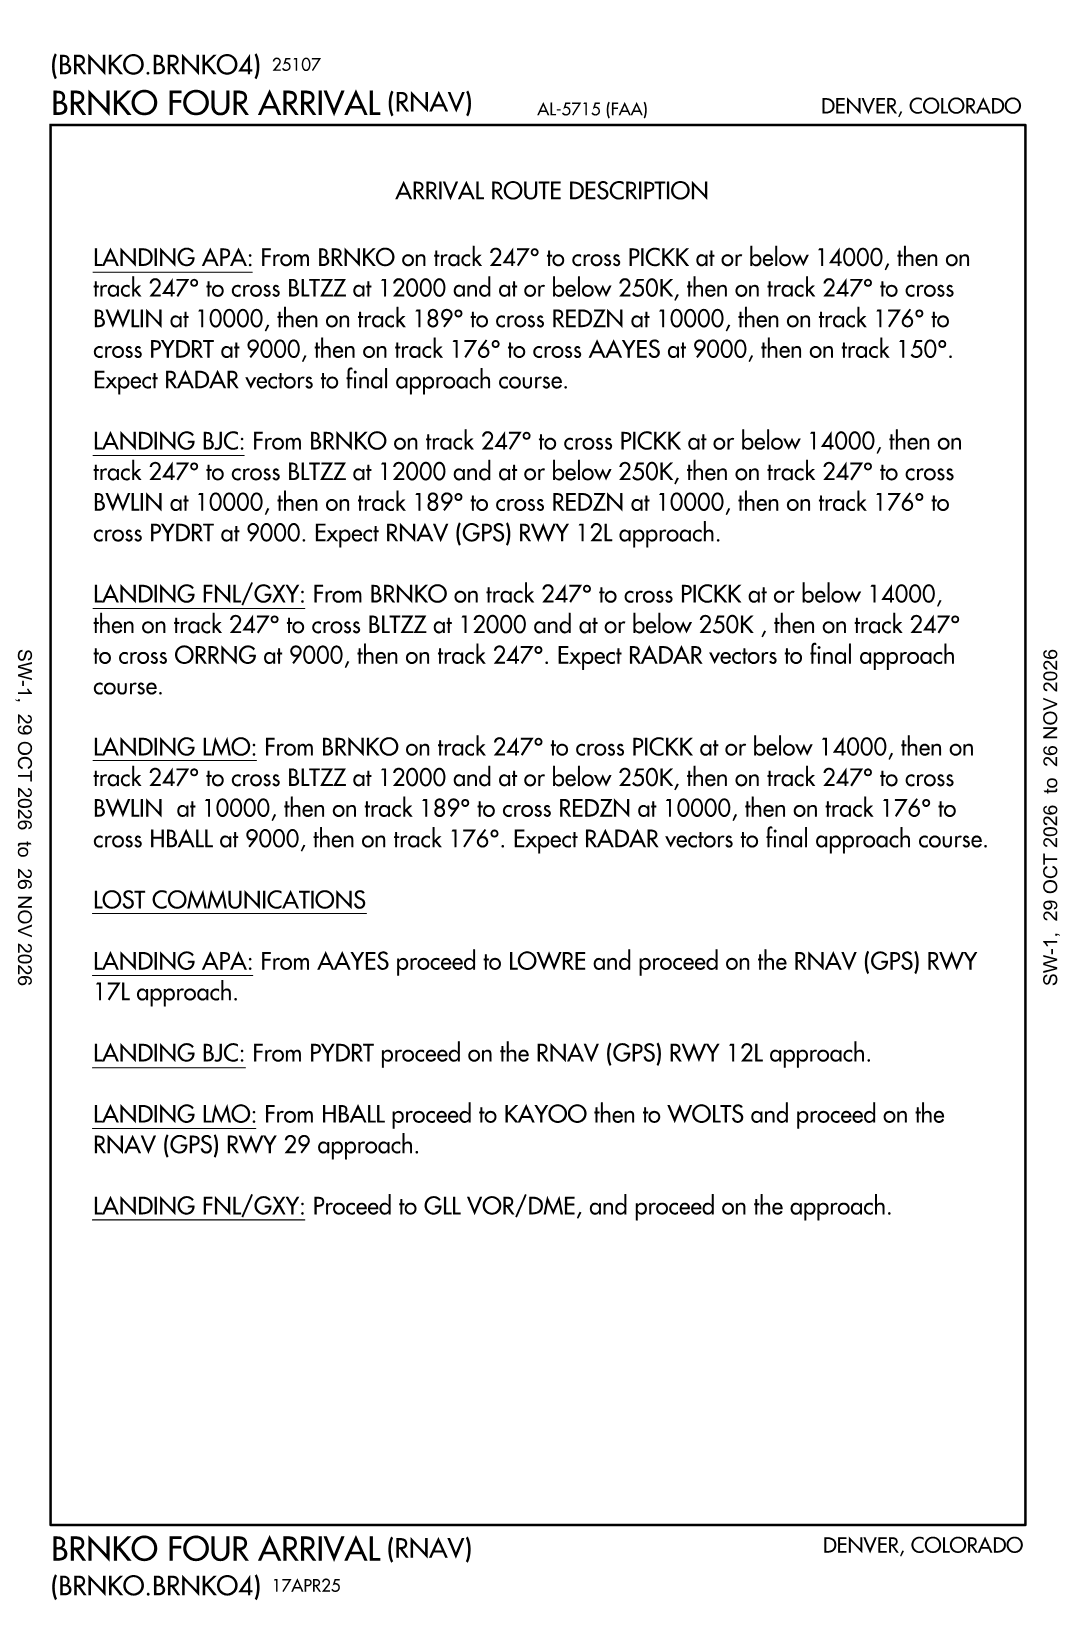 (BRNKO.BRNKO4) 25107
BRNKO FOUR ARRIVAL (RNAV) AL-5715 (FAA) DENVER, COLORADO
ARRIVAL ROUTE DESCRIPTION
LANDING APA: From BRNKO on track 247° to cross PICKK at or below 14000, then on
track 247° to cross BLTZZ at 12000 and at or below 250K, then on track 247° to cross
BWLIN at 10000, then on track 189° to cross REDZN at 10000, then on track 176° to
cross PYDRT at 9000, then on track 176° to cross AAYES at 9000, then on track 150°.
Expect RADAR vectors to final approach course.
LANDING BJC: From BRNKO on track 247° to cross PICKK at or below 14000, then on
track 247° to cross BLTZZ at 12000 and at or below 250K, then on track 247° to cross
BWLIN at 10000, then on track 189° to cross REDZN at 10000, then on track 176° to
cross PYDRT at 9000. Expect RNAV (GPS) RWY 12L approach.
LANDING FNL/GXY: From BRNKO on track 247° to cross PICKK at or below 14000,
then on track 247° to cross BLTZZ at 12000 and at or below 250K , then on track 247°
to cross ORRNG at 9000, then on track 247°. Expect RADAR vectors to final approach
course.
LANDING LMO: From BRNKO on track 247° to cross PICKK at or below 14000, then on
track 247° to cross BLTZZ at 12000 and at or below 250K, then on track 247° to cross
BWLIN at 10000, then on track 189° to cross REDZN at 10000, then on track 176° to
cross HBALL at 9000, then on track 176°. Expect RADAR vectors to final approach course.
LOST COMMUNICATIONS
LANDING APA: From AAYES proceed to LOWRE and proceed on the RNAV (GPS) RWY
17L approach.
LANDING BJC: From PYDRT proceed on the RNAV (GPS) RWY 12L approach.
LANDING LMO: From HBALL proceed to KAYOO then to WOLTS and proceed on the
RNAV (GPS) RWY 29 approach.
LANDING FNL/GXY: Proceed to GLL VOR/DME, and proceed on the approach.
SW-1, 29 OCT 2026 to 26 NOV 2026
SW-1, 29 OCT 2026 to 26 NOV 2026
BRNKO FOUR ARRIVAL (RNAV) DENVER, COLORADO
(BRNKO.BRNKO4) 17APR25